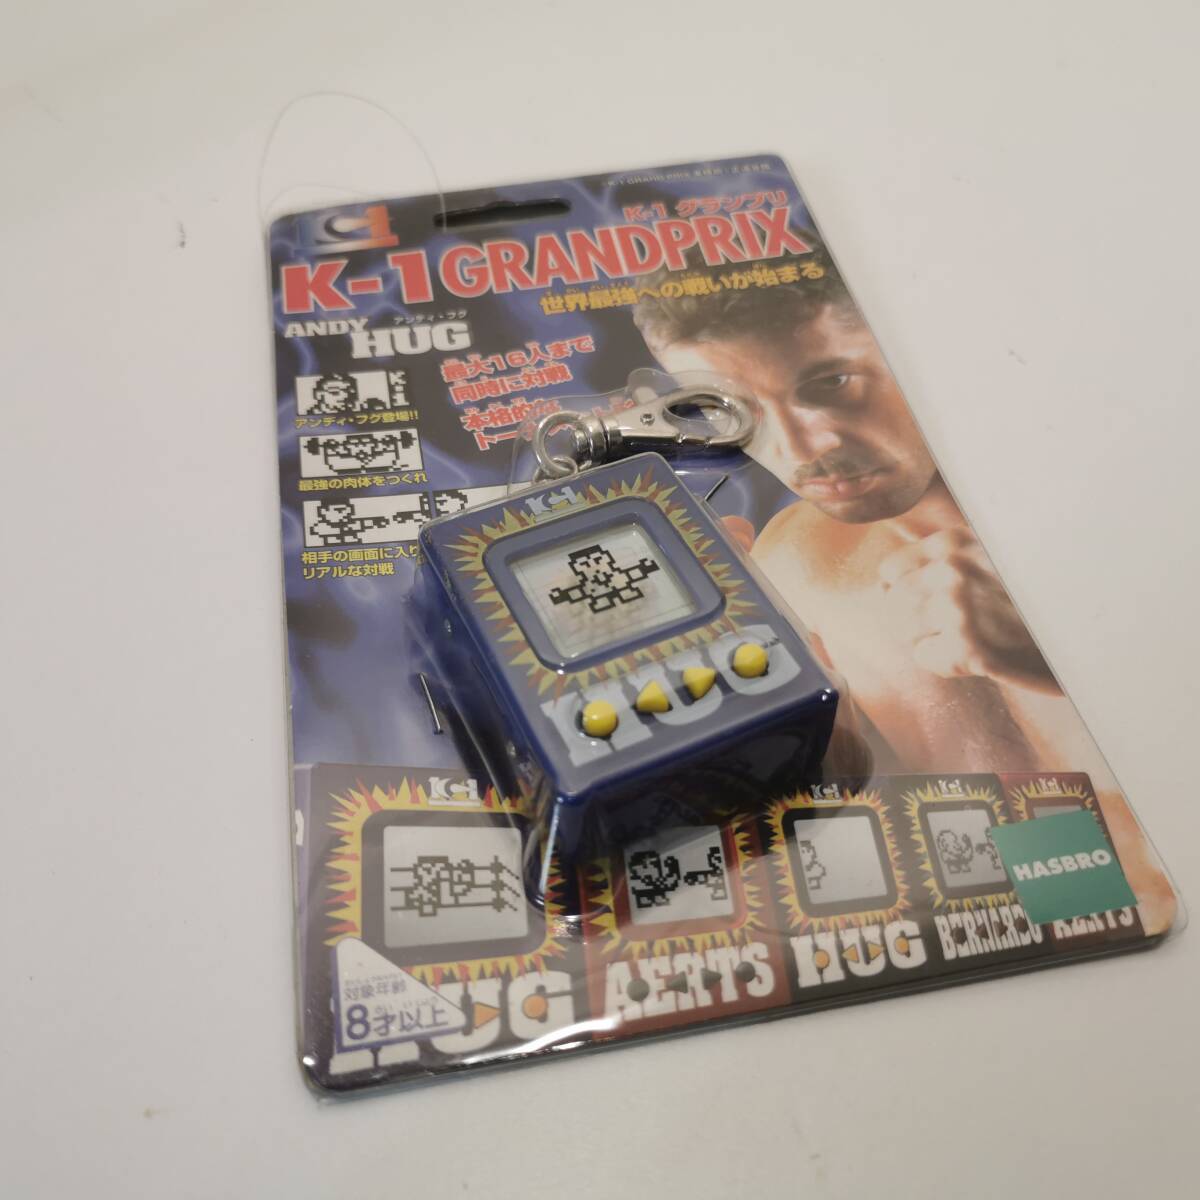 K-1 グランプリ
K-1 GRANDPRIX
世界最強への戦いが始まる
アンディ・フグ
ANDY HUG
最大16人まで
同時に対戦
本格的な
Ki
アンディ・フグ登場!!
最強の肉体をつくれ
相手の画面に入り
リアルな対戦
HUG
HUG
AERTS
HUG
BERNARDO
AERTS
HASBRO
対象年齢
8才以上